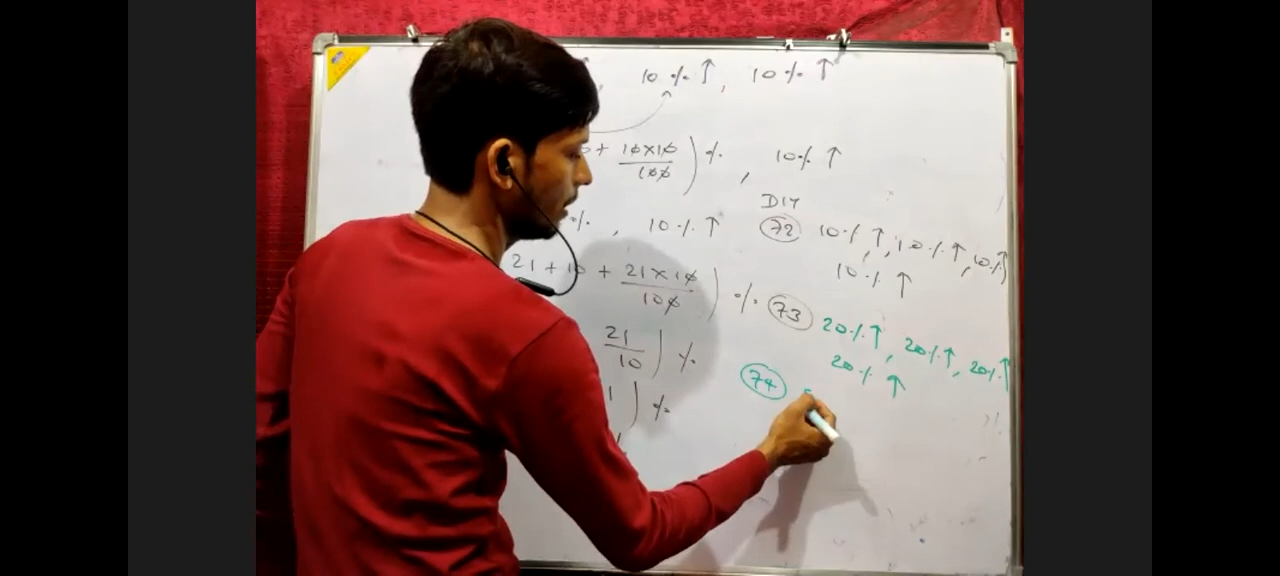 10 % ↑ , 10 % ↑
+ 10×10 / 100 ) % , 10% ↑
DIY
% , 10 % ↑
(72) 10% ↑, 10% ↑, 10% ↑
10% ↑
21 + 10 + 21 × 10 / 100 ) %
(73) 20% ↑, 20% ↑, 20% ↑
20% ↑
21 / 10 ) %
(74)
1 ) %